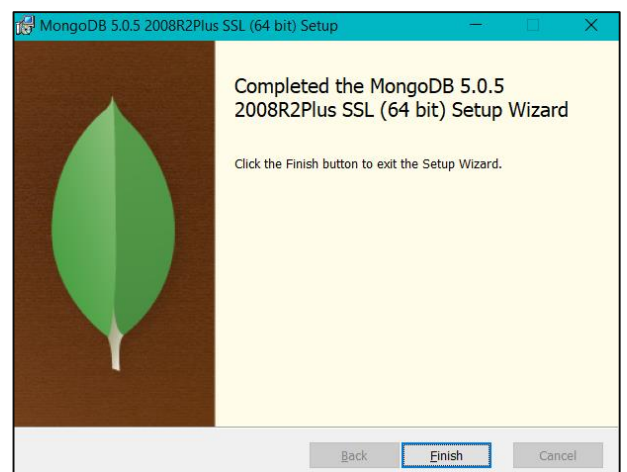 MongoDB 5.0.5 2008R2Plus SSL (64 bit) Setup
Completed the MongoDB 5.0.5
2008R2Plus SSL (64 bit) Setup Wizard
Click the Finish button to exit the Setup Wizard.
Back Finish Cancel